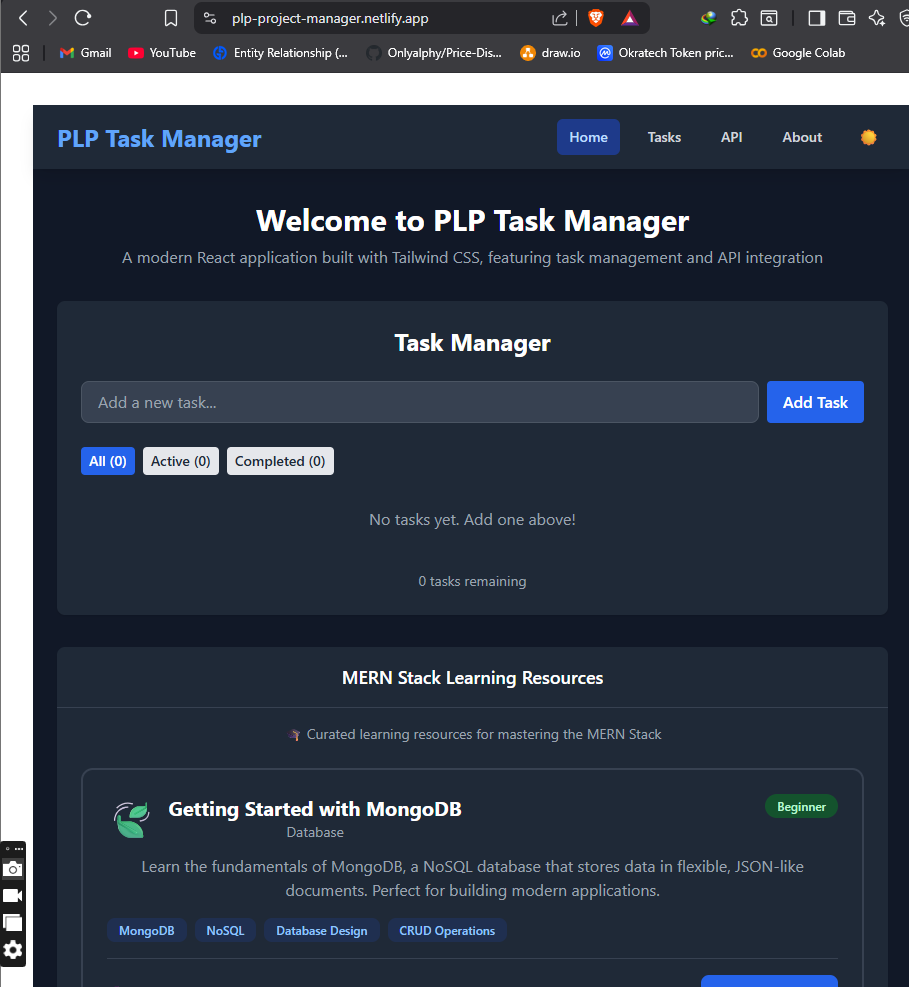 plp-project-manager.netlify.app
Gmail YouTube Entity Relationship (... Onlyalphy/Price-Dis... draw.io Okratech Token pric... Google Colab
PLP Task Manager Home Tasks API About
Welcome to PLP Task Manager
A modern React application built with Tailwind CSS, featuring task management and API integration
Task Manager
Add a new task... Add Task
All (0) Active (0) Completed (0)
No tasks yet. Add one above!
0 tasks remaining
MERN Stack Learning Resources
Curated learning resources for mastering the MERN Stack
Getting Started with MongoDB Beginner
Database
Learn the fundamentals of MongoDB, a NoSQL database that stores data in flexible, JSON-like
documents. Perfect for building modern applications.
MongoDB NoSQL Database Design CRUD Operations